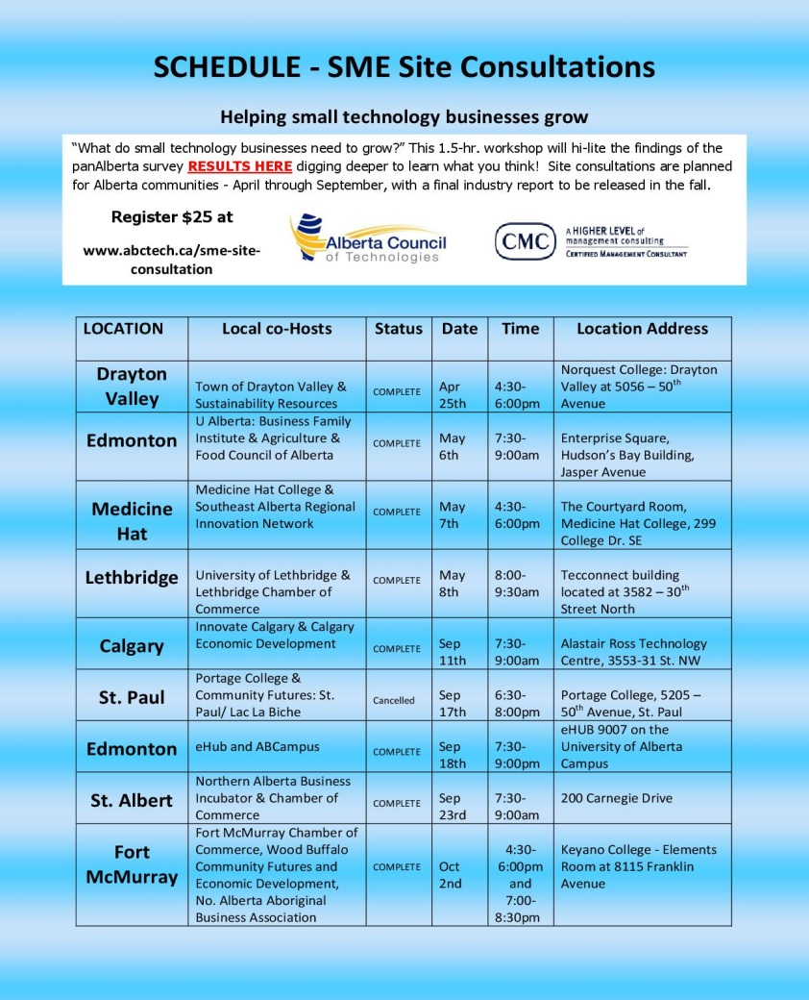 SCHEDULE - SME Site Consultations
Helping small technology businesses grow
“What do small technology businesses need to grow?” This 1.5-hr. workshop will hi-lite the findings of the
panAlberta survey RESULTS HERE digging deeper to learn what you think!  Site consultations are planned
for Alberta communities - April through September, with a final industry report to be released in the fall.
Register $25 at
www.abctech.ca/sme-site-
consultation
Alberta Council
of Technologies
CMC
A HIGHER LEVEL of
management consulting
CERTIFIED MANAGEMENT CONSULTANT
LOCATION
Local co-Hosts
Status
Date
Time
Location Address
Drayton
Valley
Town of Drayton Valley &
Sustainability Resources
COMPLETE
Apr
25th
4:30-
6:00pm
Norquest College: Drayton
Valley at 5056 – 50th
Avenue
Edmonton
U Alberta: Business Family
Institute & Agriculture &
Food Council of Alberta
COMPLETE
May
6th
7:30-
9:00am
Enterprise Square,
Hudson’s Bay Building,
Jasper Avenue
Medicine
Hat
Medicine Hat College &
Southeast Alberta Regional
Innovation Network
COMPLETE
May
7th
4:30-
6:00pm
The Courtyard Room,
Medicine Hat College, 299
College Dr. SE
Lethbridge
University of Lethbridge &
Lethbridge Chamber of
Commerce
COMPLETE
May
8th
8:00-
9:30am
Tecconnect building
located at 3582 – 30th
Street North
Calgary
Innovate Calgary & Calgary
Economic Development
COMPLETE
Sep
11th
7:30-
9:00am
Alastair Ross Technology
Centre, 3553-31 St. NW
St. Paul
Portage College &
Community Futures: St.
Paul/ Lac La Biche
Cancelled
Sep
17th
6:30-
8:00pm
Portage College, 5205 –
50th Avenue, St. Paul
Edmonton
eHub and ABCampus
COMPLETE
Sep
18th
7:30-
9:00pm
eHUB 9007 on the
University of Alberta
Campus
St. Albert
Northern Alberta Business
Incubator & Chamber of
Commerce
COMPLETE
Sep
23rd
7:30-
9:00am
200 Carnegie Drive
Fort
McMurray
Fort McMurray Chamber of
Commerce, Wood Buffalo
Community Futures and
Economic Development,
No. Alberta Aboriginal
Business Association
COMPLETE
Oct
2nd
4:30-
6:00pm
and
7:00-
8:30pm
Keyano College - Elements
Room at 8115 Franklin
Avenue